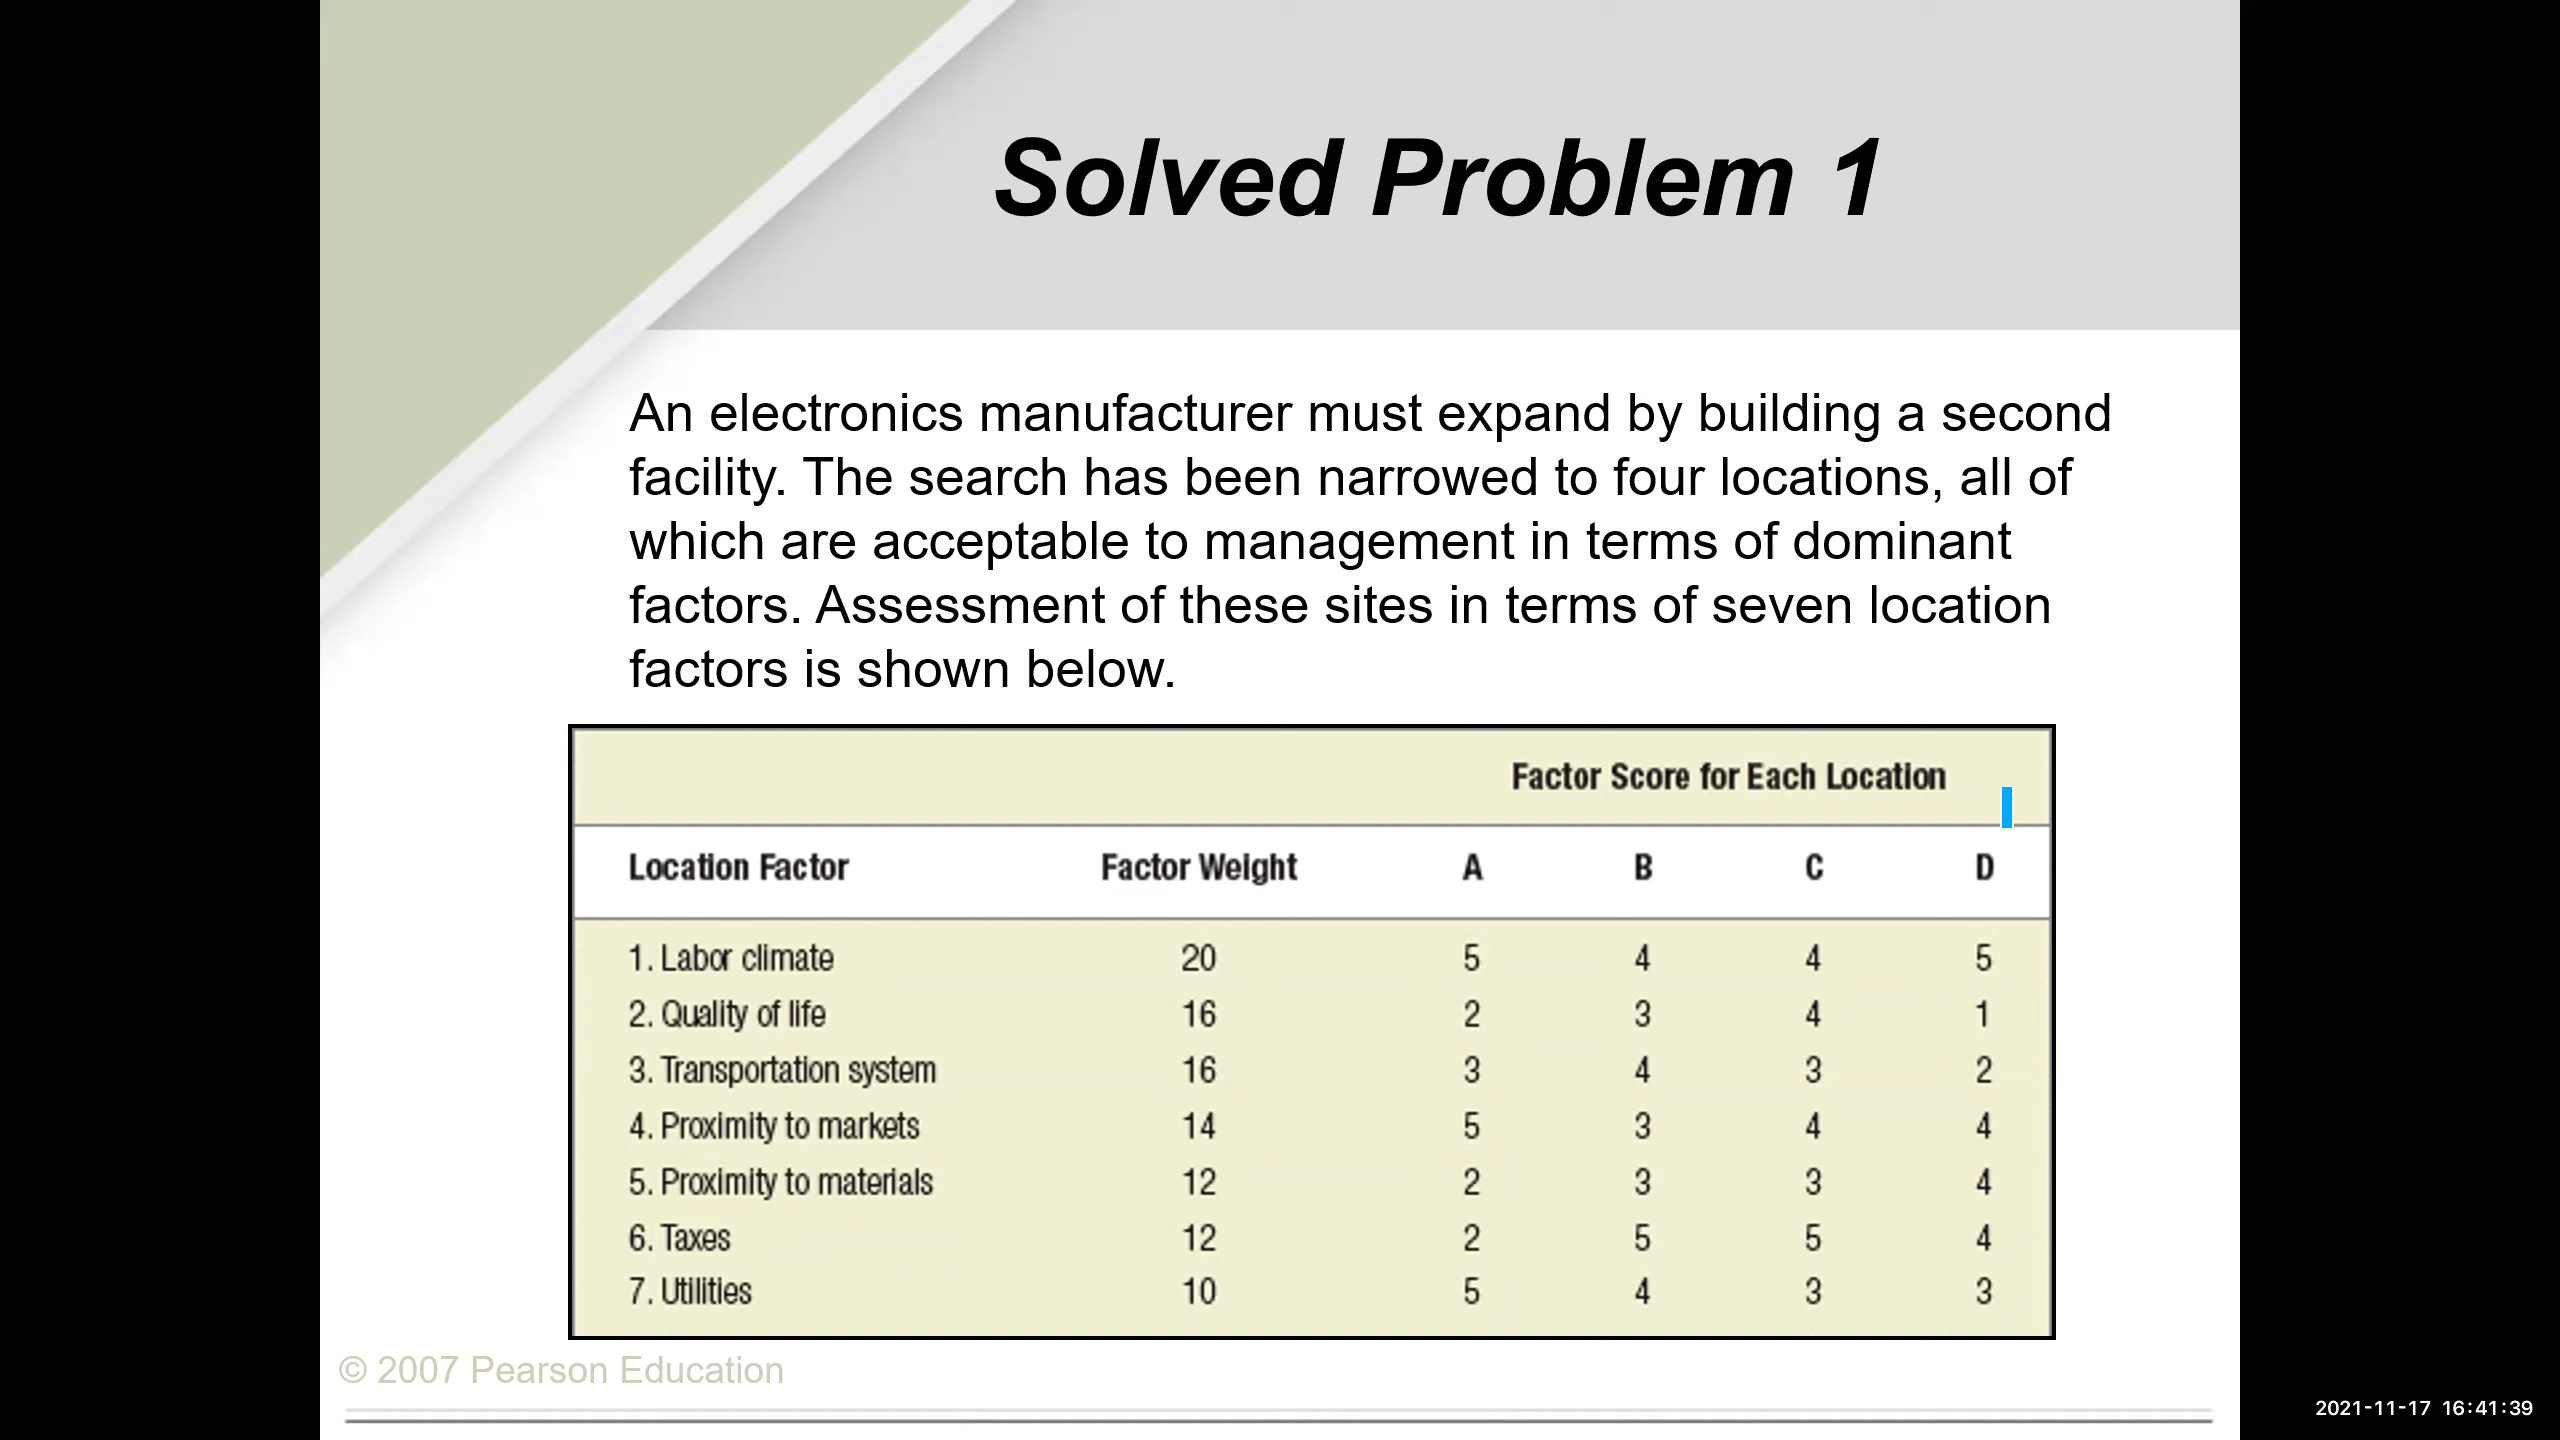 Solved Problem 1
An electronics manufacturer must expand by building a second
facility. The search has been narrowed to four locations, all of
which are acceptable to management in terms of dominant
factors. Assessment of these sites in terms of seven location
factors is shown below.
Factor Score for Each Location
Location Factor Factor Weight A B C D
1. Labor climate 20 5 4 4 5
2. Quality of life 16 2 3 4 1
3. Transportation system 16 3 4 3 2
4. Proximity to markets 14 5 3 4 4
5. Proximity to materials 12 2 3 3 4
6. Taxes 12 2 5 5 4
7. Utilities 10 5 4 3 3
© 2007 Pearson Education
2021-11-17 16:41:39